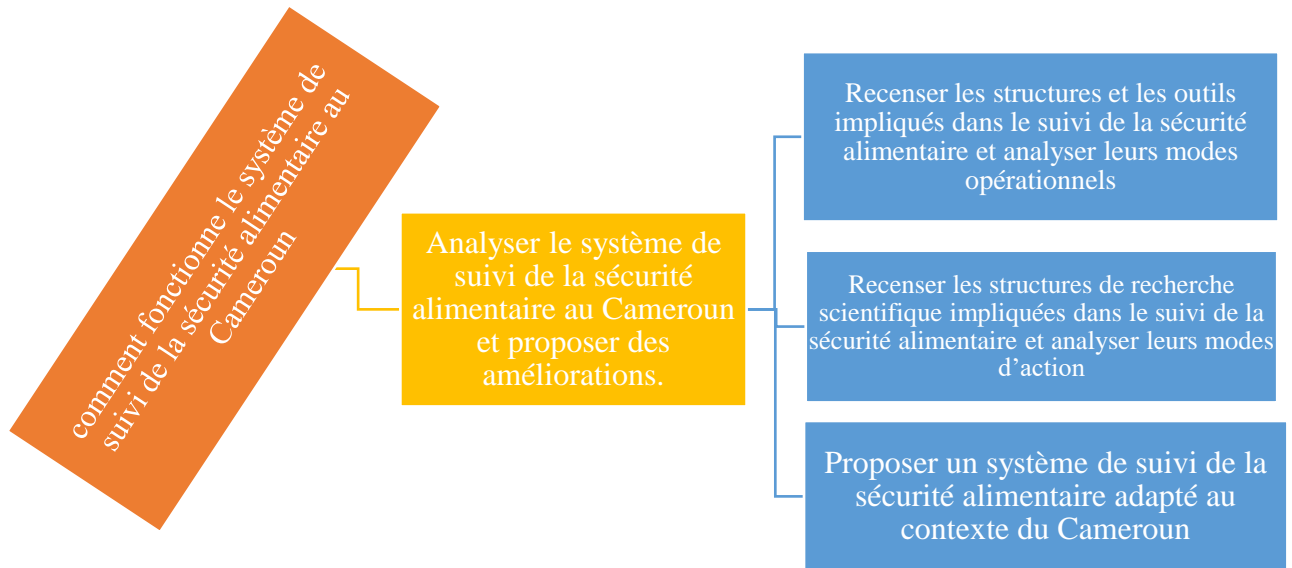 comment fonctionne le système de
suivi de la sécurité alimentaire au
Cameroun
Analyser le système de
suivi de la sécurité
alimentaire au Cameroun
et proposer des
améliorations.
Recenser les structures et les outils
impliqués dans le suivi de la sécurité
alimentaire et analyser leurs modes
opérationnels
Recenser les structures de recherche
scientifique impliquées dans le suivi de la
sécurité alimentaire et analyser leurs modes
d’action
Proposer un système de suivi de la
sécurité alimentaire adapté au
contexte du Cameroun